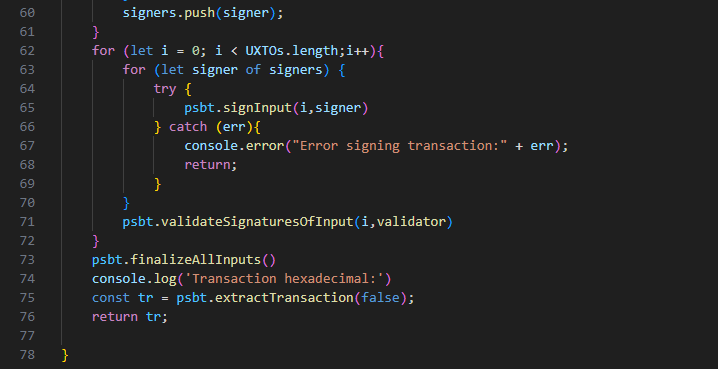 60 signers.push(signer);
61 }
62 for (let i = 0; i < UXTOs.length;i++){
63 for (let signer of signers) {
64 try {
65 psbt.signInput(i,signer)
66 } catch (err){
67 console.error("Error signing transaction:" + err);
68 return;
69 }
70 }
71 psbt.validateSignaturesOfInput(i,validator)
72 }
73 psbt.finalizeAllInputs()
74 console.log('Transaction hexadecimal:')
75 const tr = psbt.extractTransaction(false);
76 return tr;
77
78 }